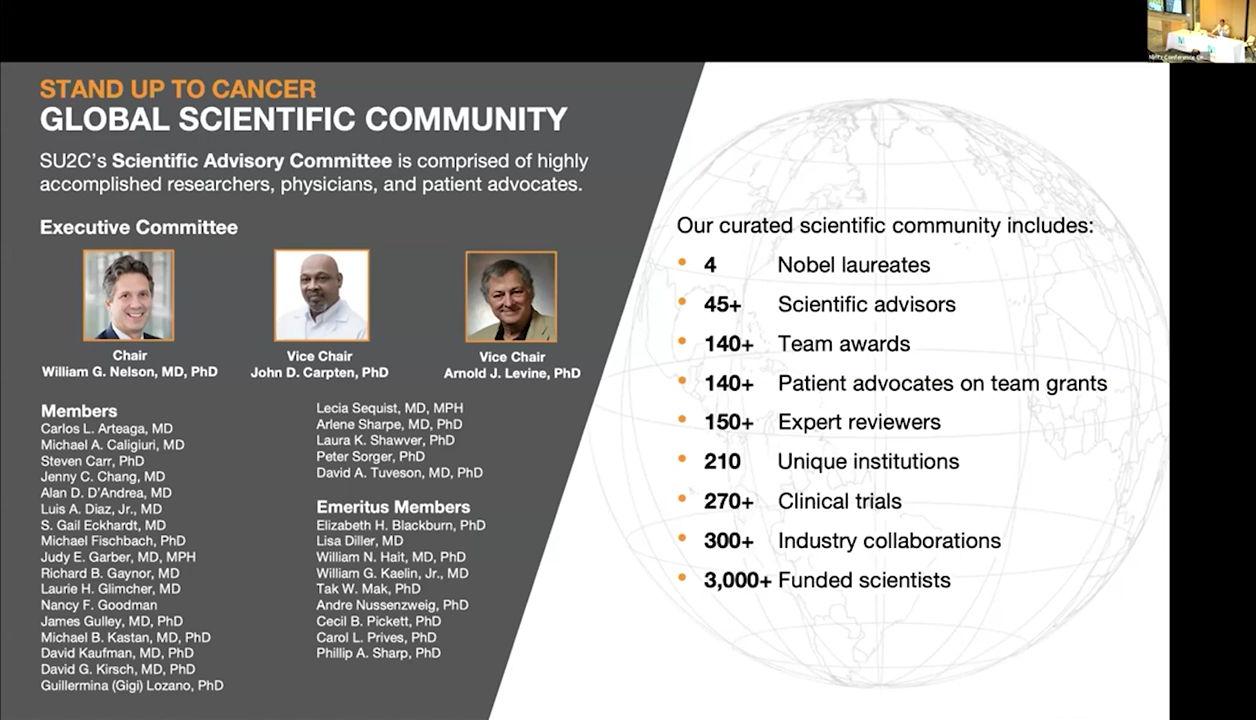 STAND UP TO CANCER
GLOBAL SCIENTIFIC COMMUNITY
SU2C's Scientific Advisory Committee is comprised of highly
accomplished researchers, physicians, and patient advocates.
Executive Committee
Chair
William G. Nelson, MD, PhD
Vice Chair
John D. Carpten, PhD
Vice Chair
Arnold J. Levine, PhD
Members
Carlos L. Arteaga, MD
Michael A. Caligiuri, MD
Steven Carr, PhD
Jenny C. Chang, MD
Alan D. D'Andrea, MD
Luis A. Diaz, Jr., MD
S. Gail Eckhardt, MD
Michael Fischbach, PhD
Judy E. Garber, MD, MPH
Richard B. Gaynor, MD
Laurie H. Glimcher, MD
Nancy F. Goodman
James Gulley, MD, PhD
Michael B. Kastan, MD, PhD
David Kaufman, MD, PhD
David G. Kirsch, MD, PhD
Guillermina (Gigi) Lozano, PhD
Lecia Sequist, MD, MPH
Arlene Sharpe, MD, PhD
Laura K. Shawver, PhD
Peter Sorger, PhD
David A. Tuveson, MD, PhD
Emeritus Members
Elizabeth H. Blackburn, PhD
Lisa Diller, MD
William N. Hait, MD, PhD
William G. Kaelin, Jr., MD
Tak W. Mak, PhD
Andre Nussenzweig, PhD
Cecil B. Pickett, PhD
Carol L. Prives, PhD
Phillip A. Sharp, PhD
Our curated scientific community includes:
• 4 Nobel laureates
• 45+ Scientific advisors
• 140+ Team awards
• 140+ Patient advocates on team grants
• 150+ Expert reviewers
• 210 Unique institutions
• 270+ Clinical trials
• 300+ Industry collaborations
• 3,000+ Funded scientists